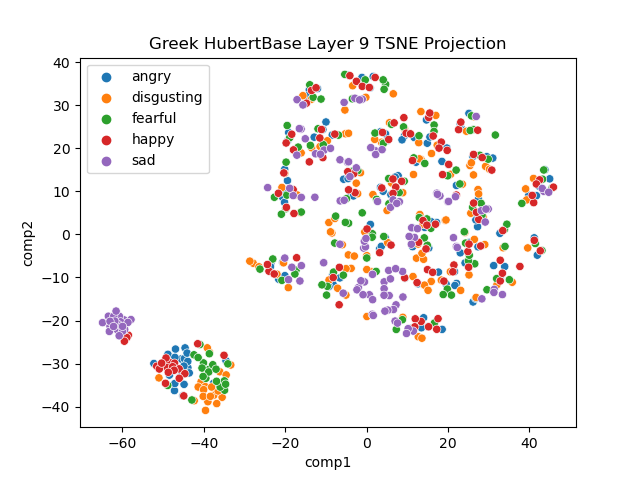 Greek HubertBase Layer 9 TSNE Projection
angry
disgusting
fearful
happy
sad
40
30
20
10
0
−10
−20
−30
−40
comp2
−60 −40 −20 0 20 40
comp1